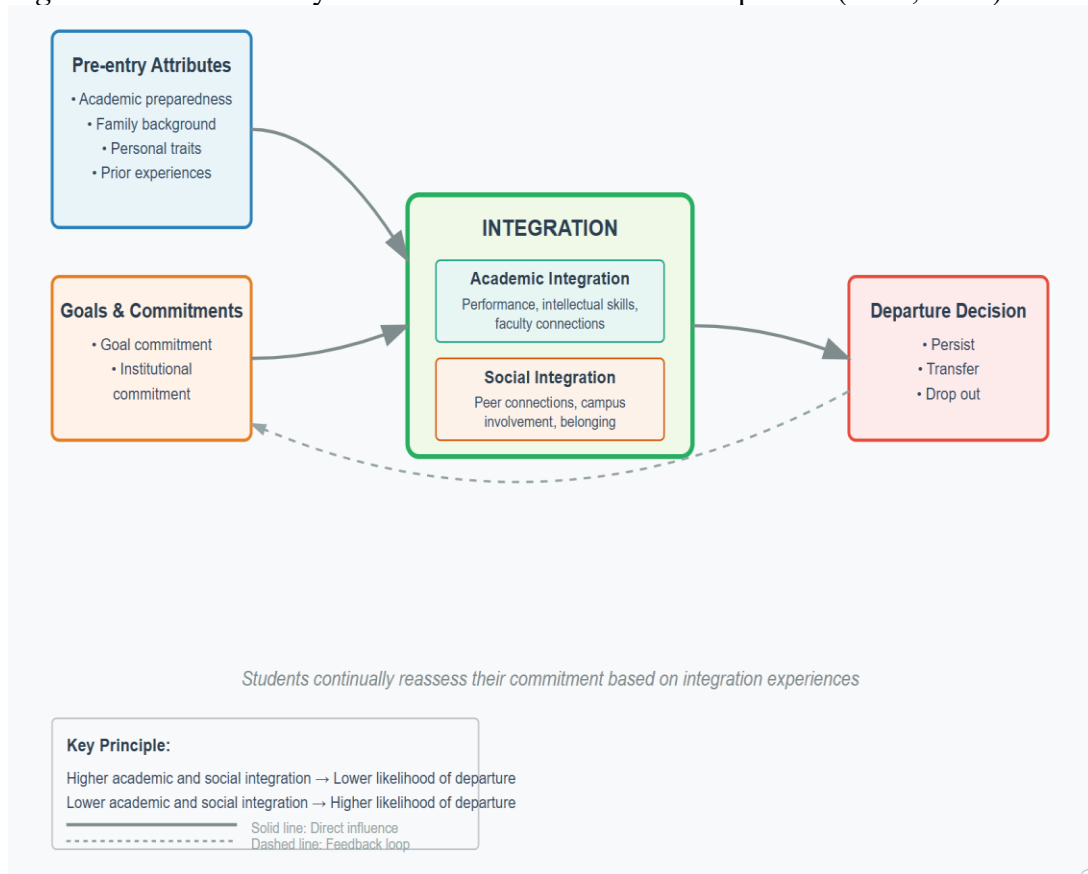 Pre-entry Attributes
• Academic preparedness
• Family background
• Personal traits
• Prior experiences
Goals & Commitments
• Goal commitment
• Institutional
commitment
INTEGRATION
Academic Integration
Performance, intellectual skills,
faculty connections
Social Integration
Peer connections, campus
involvement, belonging
Departure Decision
• Persist
• Transfer
• Drop out
Students continually reassess their commitment based on integration experiences
Key Principle:
Higher academic and social integration → Lower likelihood of departure
Lower academic and social integration → Higher likelihood of departure
Solid line: Direct influence
Dashed line: Feedback loop